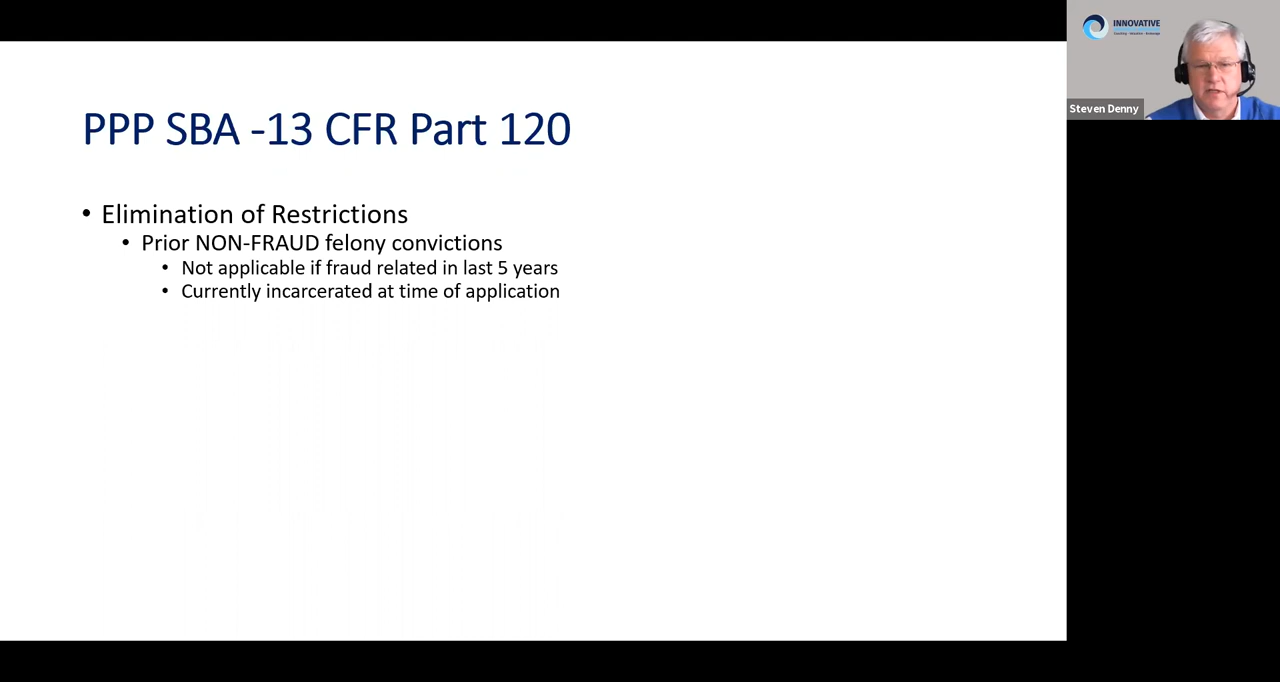 PPP SBA -13 CFR Part 120
• Elimination of Restrictions
• Prior NON-FRAUD felony convictions
• Not applicable if fraud related in last 5 years
• Currently incarcerated at time of application
INNOVATIVE
Steven Denny